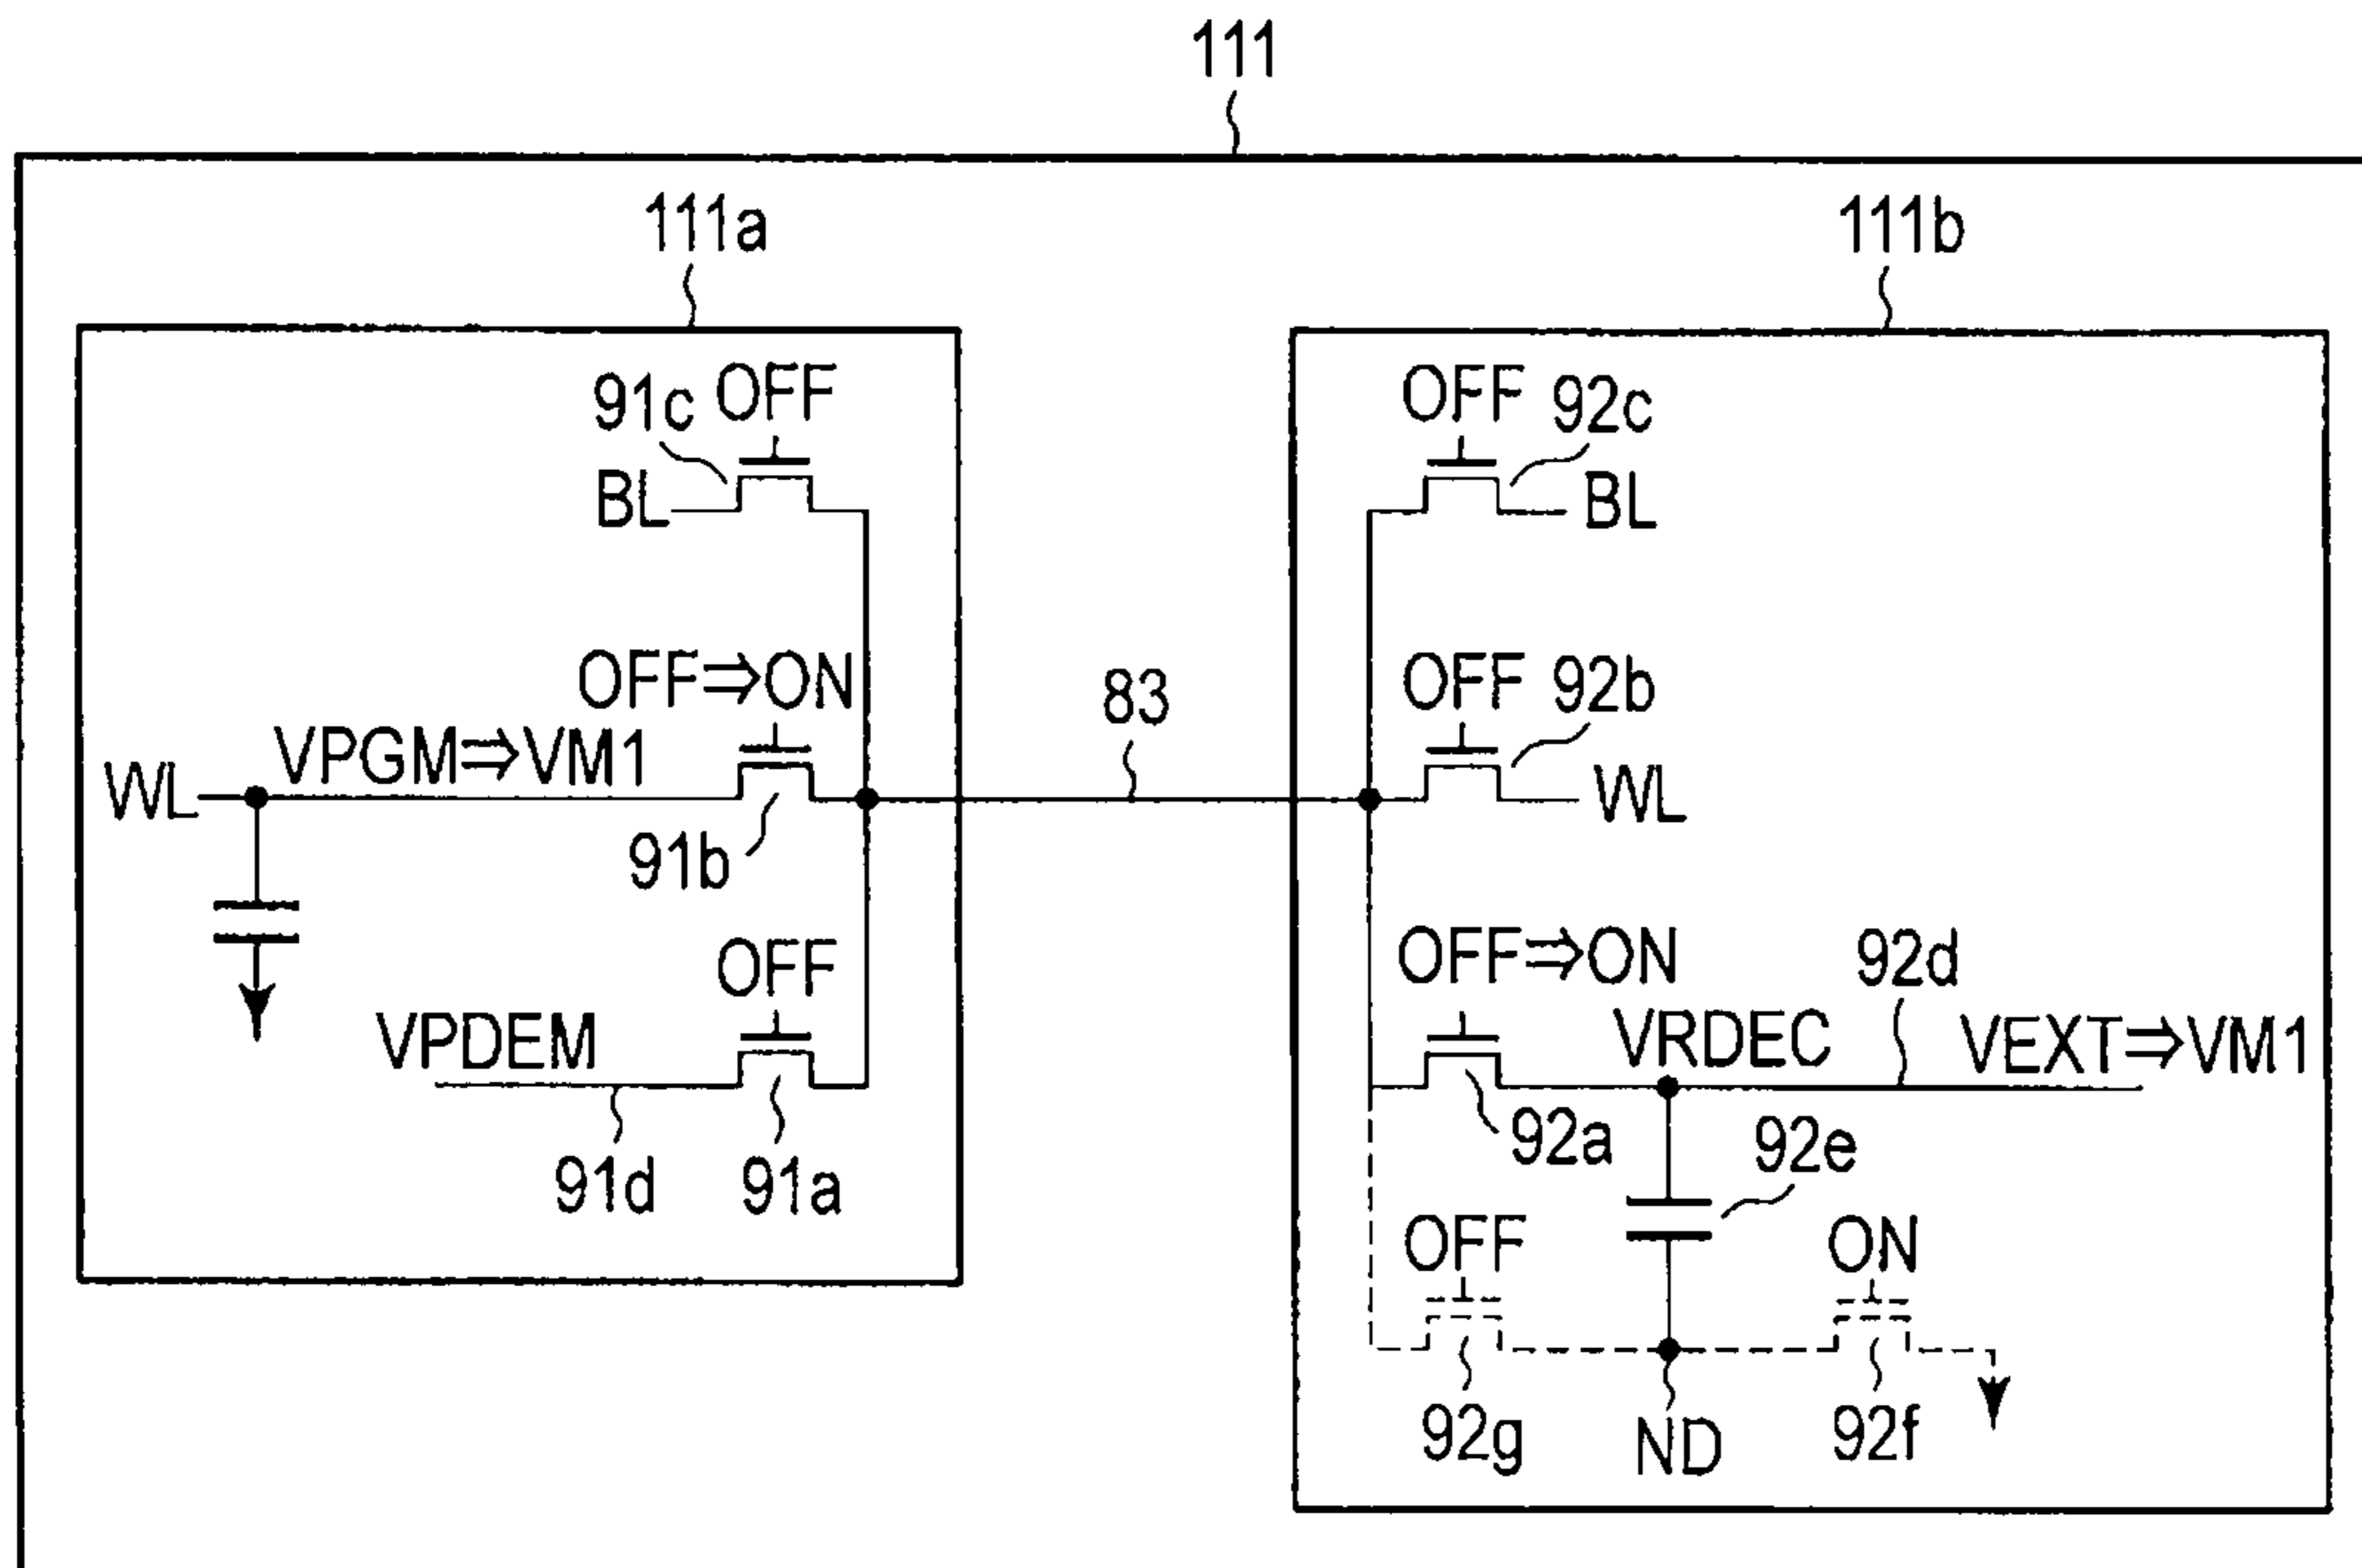 111
111a
111b
91c OFF
BL
OFF 92c
BL
OFF⇒ON
VPGM⇒VM1
WL
91b
83
OFF 92b
WL
OFF
VPDEM
91d
91a
OFF⇒ON
92d
VRDEC
VEXT⇒VM1
92a
92e
OFF
ON
92g
ND
92f